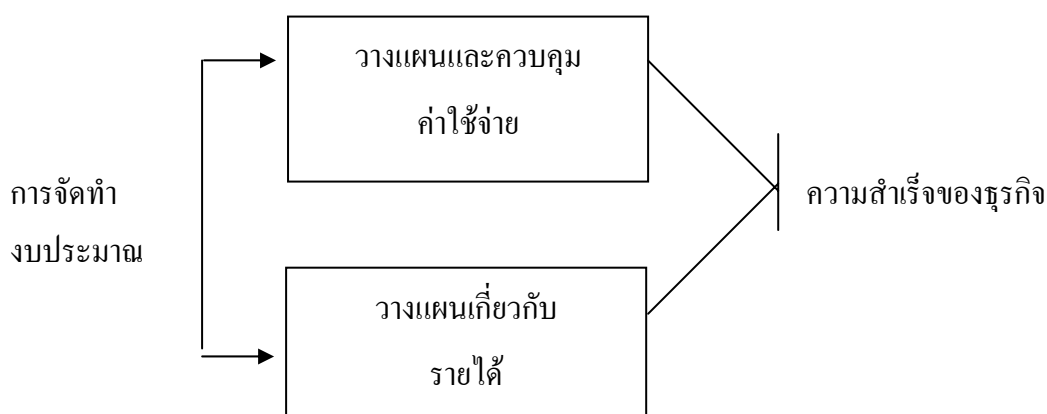 วางแผนและควบคุม
ค่าใช้จ่าย
การจัดทำ
งบประมาณ
ความสำเร็จของธุรกิจ
วางแผนเกี่ยวกับ
รายได้